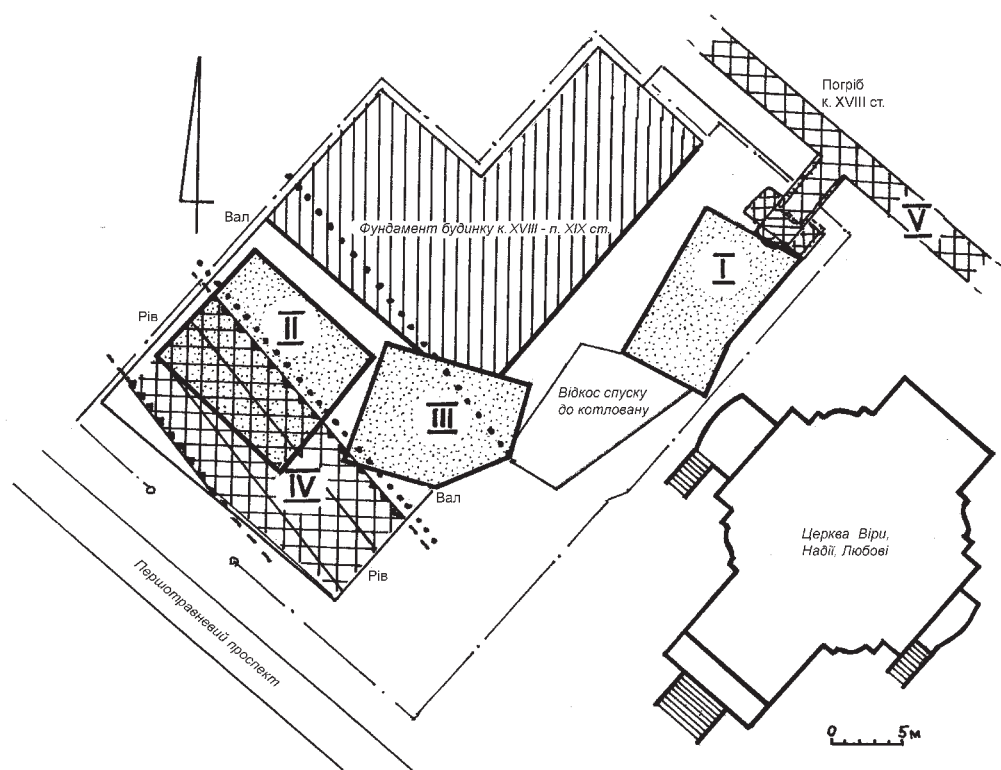 Погріб
к. XVIII ст.
Вал
Фундамент будинку к. XVIII - п. XIX ст.
V
I
Рів
II
Відкос спуску
до котловану
III
IV
Вал
Церква Віри,
Надії, Любові
Рів
Першотравневий проспект
0 5м